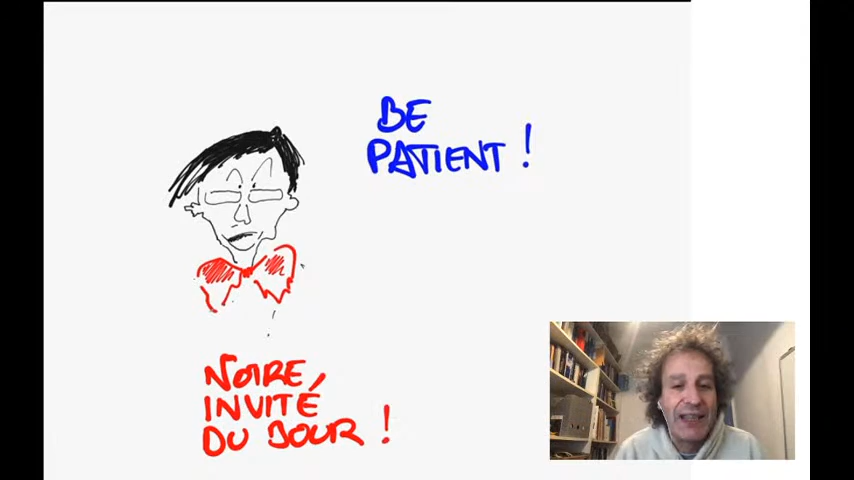 BE
PATIENT !
NOTRE
INVITÉ
DU JOUR !